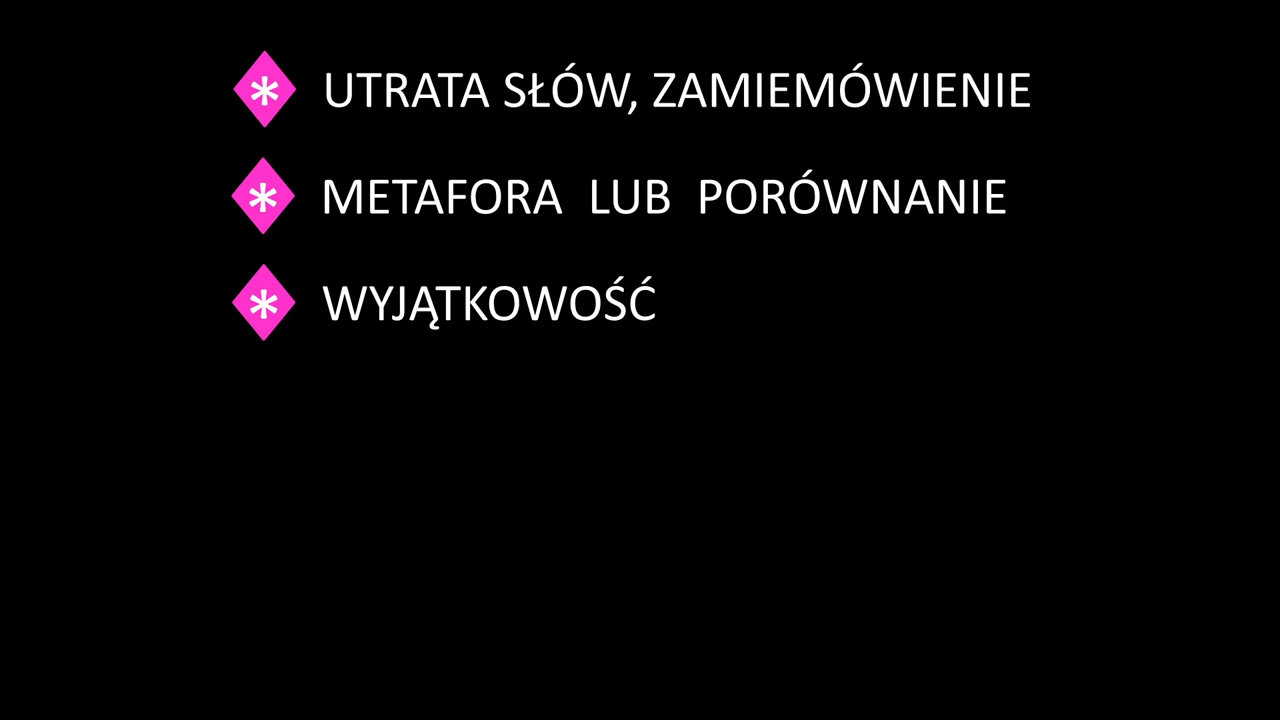 * UTRATA SŁÓW, ZAMIEMÓWIENIE
* METAFORA LUB PORÓWNANIE
* WYJĄTKOWOŚĆ